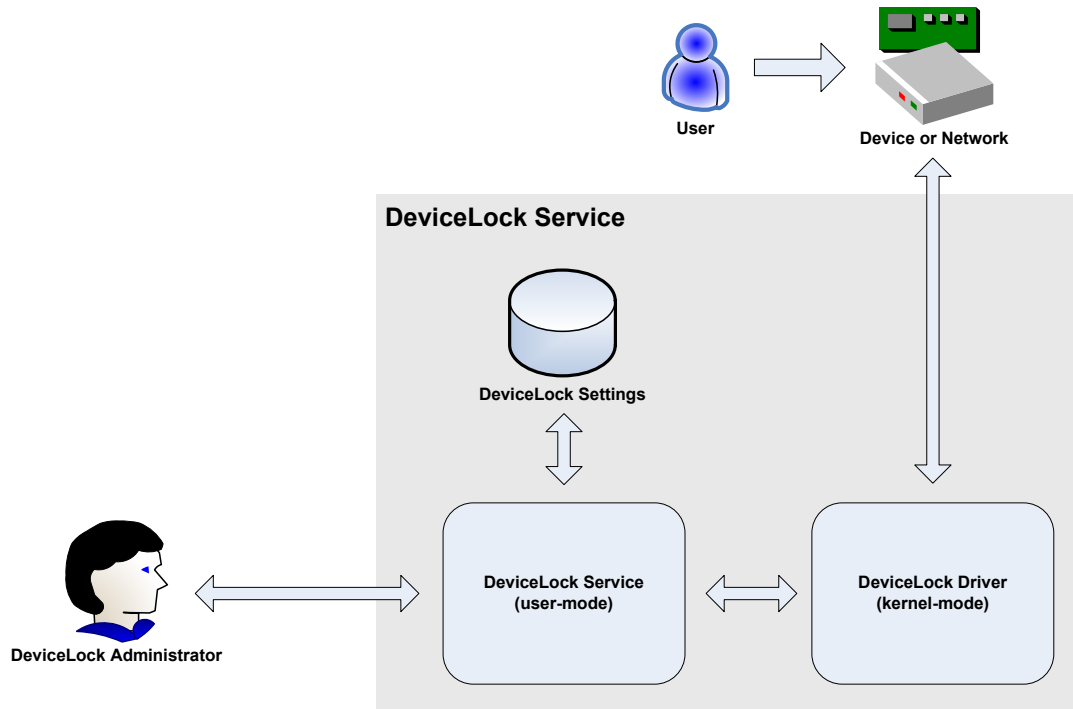 User
Device or Network
DeviceLock Service
DeviceLock Settings
DeviceLock Service
(user-mode)
DeviceLock Driver
(kernel-mode)
DeviceLock Administrator